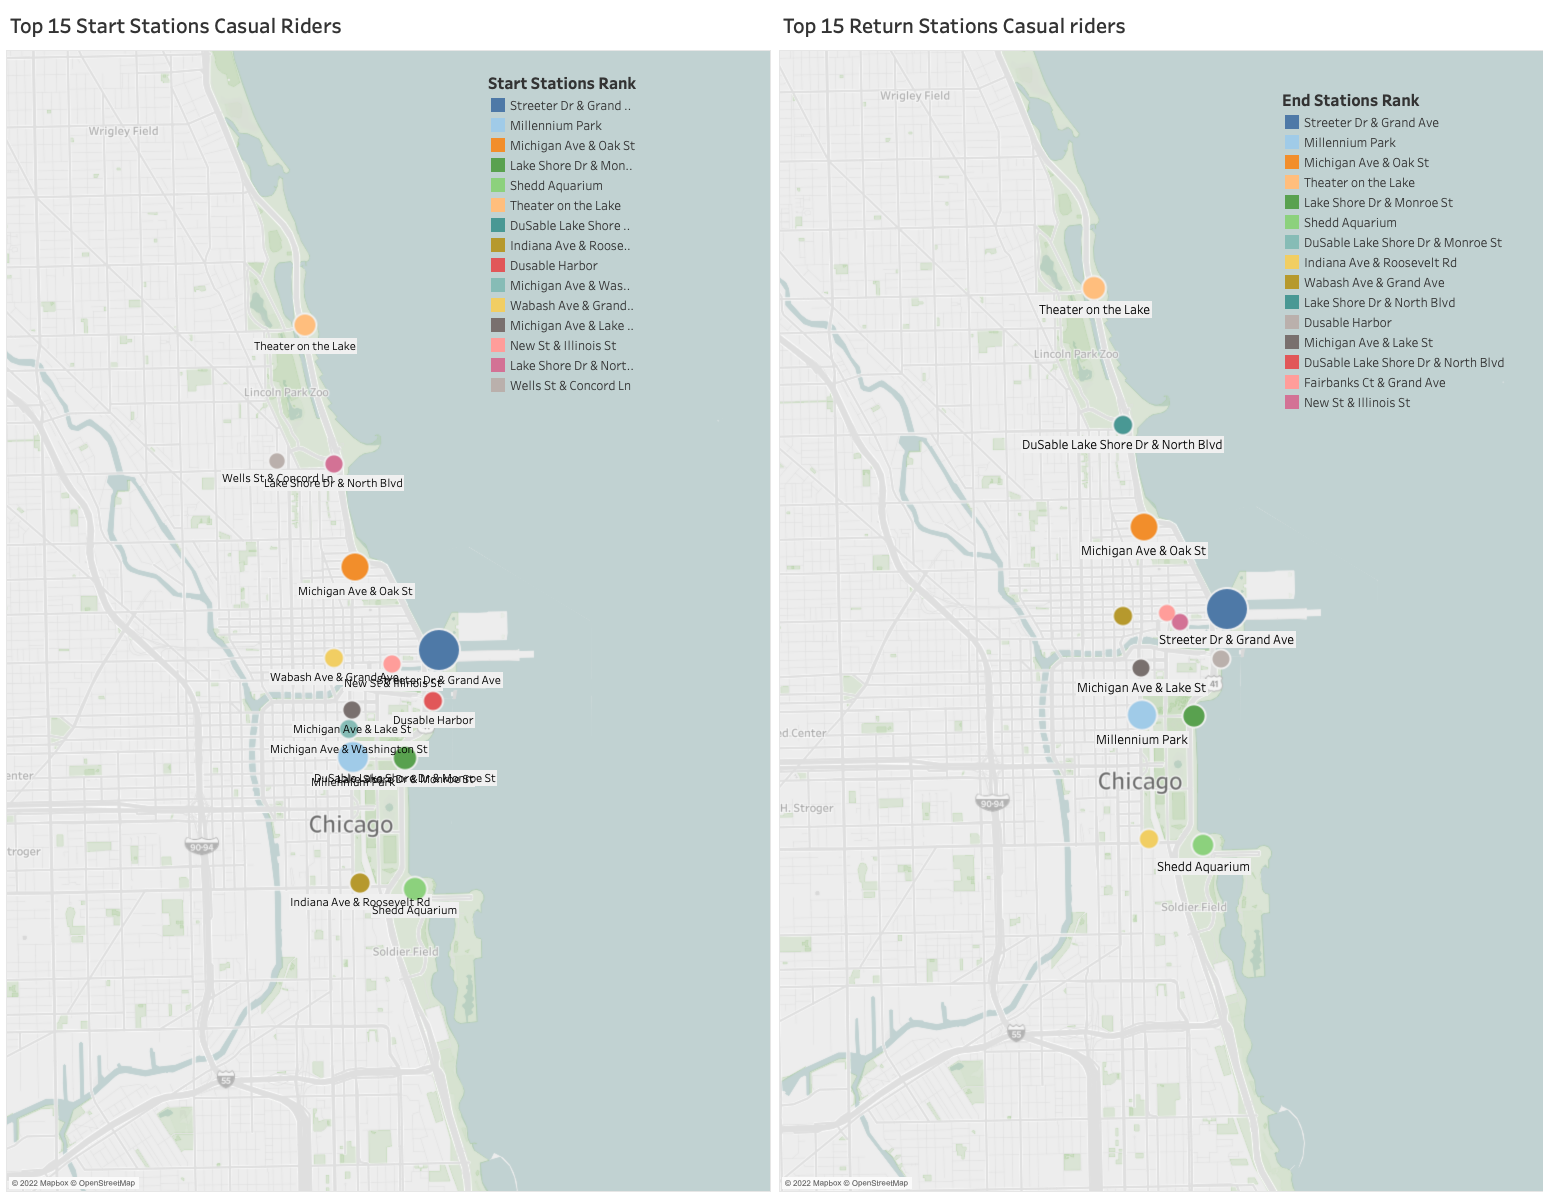 Top 15 Start Stations Casual Riders
Wrigley Field
Start Stations Rank
Streeter Dr & Grand ..
Millennium Park
Michigan Ave & Oak St
Lake Shore Dr & Mon..
Shedd Aquarium
Theater on the Lake
DuSable Lake Shore ..
Indiana Ave & Roose..
Dusable Harbor
Michigan Ave & Was..
Wabash Ave & Grand..
Michigan Ave & Lake ..
New St & Illinois St
Lake Shore Dr & Nort..
Wells St & Concord Ln
Theater on the Lake
Lincoln Park Zoo
Wells St & Concord Ln
Lake Shore Dr & North Blvd
Michigan Ave & Oak St
Wabash Ave & Grand Ave
New St & Illinois St
Streeter Dr & Grand Ave
Dusable Harbor
Michigan Ave & Lake St
Michigan Ave & Washington St
DuSable Lake Shore Dr & Monroe St
Lake Shore Dr & Monroe St
Millennium Park
enter
Chicago
90-94
troger
Indiana Ave & Roosevelt Rd
Shedd Aquarium
Soldier Field
55
© 2022 Mapbox © OpenStreetMap
Top 15 Return Stations Casual riders
Wrigley Field
End Stations Rank
Streeter Dr & Grand Ave
Millennium Park
Michigan Ave & Oak St
Theater on the Lake
Lake Shore Dr & Monroe St
Shedd Aquarium
DuSable Lake Shore Dr & Monroe St
Indiana Ave & Roosevelt Rd
Wabash Ave & Grand Ave
Lake Shore Dr & North Blvd
Dusable Harbor
Michigan Ave & Lake St
DuSable Lake Shore Dr & North Blvd
Fairbanks Ct & Grand Ave
New St & Illinois St
Theater on the Lake
Lincoln Park Zoo
DuSable Lake Shore Dr & North Blvd
Michigan Ave & Oak St
Streeter Dr & Grand Ave
Michigan Ave & Lake St
41
ed Center
Millennium Park
Chicago
90-94
H. Stroger
Shedd Aquarium
Soldier Field
55
© 2022 Mapbox © OpenStreetMap